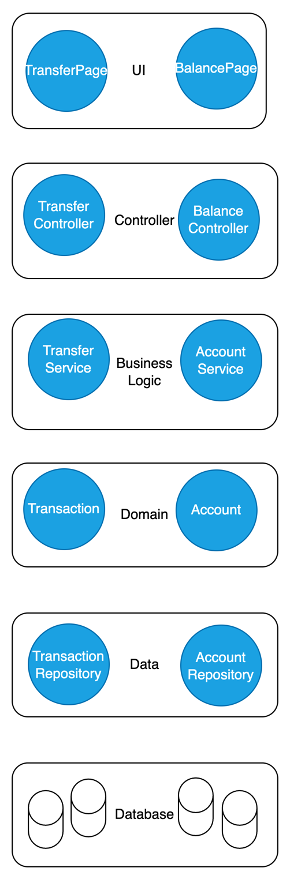 TransferPage
UI
BalancePage
Transfer
Controller
Controller
Balance
Controller
Transfer
Service
Business
Logic
Account
Service
Transaction
Domain
Account
Transaction
Repository
Data
Account
Repository
Database